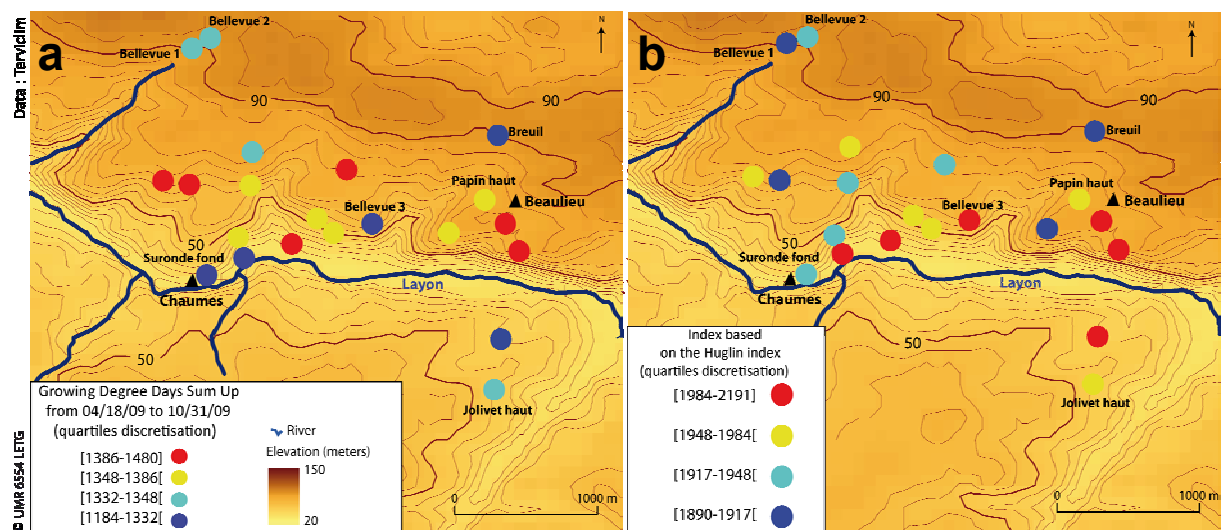 Data : Terviclim
© UMR 6554 LETG
a
Bellevue 2
Bellevue 1
N
90
90
Breuil
Papin haut
Beaulieu
Bellevue 3
50
Suronde fond
Chaumes
Layon
50
Jolivet haut
Growing Degree Days Sum Up
from 04/18/09 to 10/31/09
(quartiles discretisation)
[1386-1480]
[1348-1386[
[1332-1348[
[1184-1332[
River
Elevation (meters)
150
20
0
1000 m
b
Bellevue 2
Bellevue 1
N
90
90
Breuil
Papin haut
Beaulieu
Bellevue 3
50
Suronde fond
Chaumes
Layon
50
Jolivet haut
Index based
on the Huglin index
(quartiles discretisation)
[1984-2191]
[1948-1984[
[1917-1948[
[1890-1917[
0
1000 m